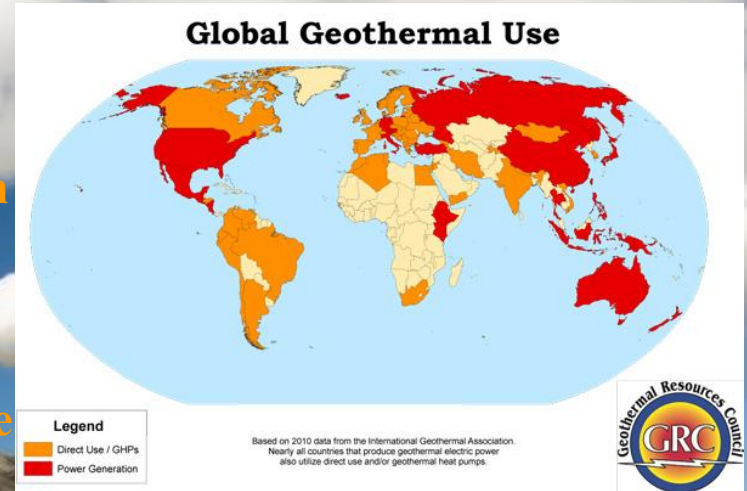 Global Geothermal Use
Legend
Direct Use / GHPs
Power Generation
Based on 2010 data from the International Geothermal Association.
Nearly all countries that produce geothermal electric power
also utilize direct use and/or geothermal heat pumps.
Geothermal Resources Council
GRC